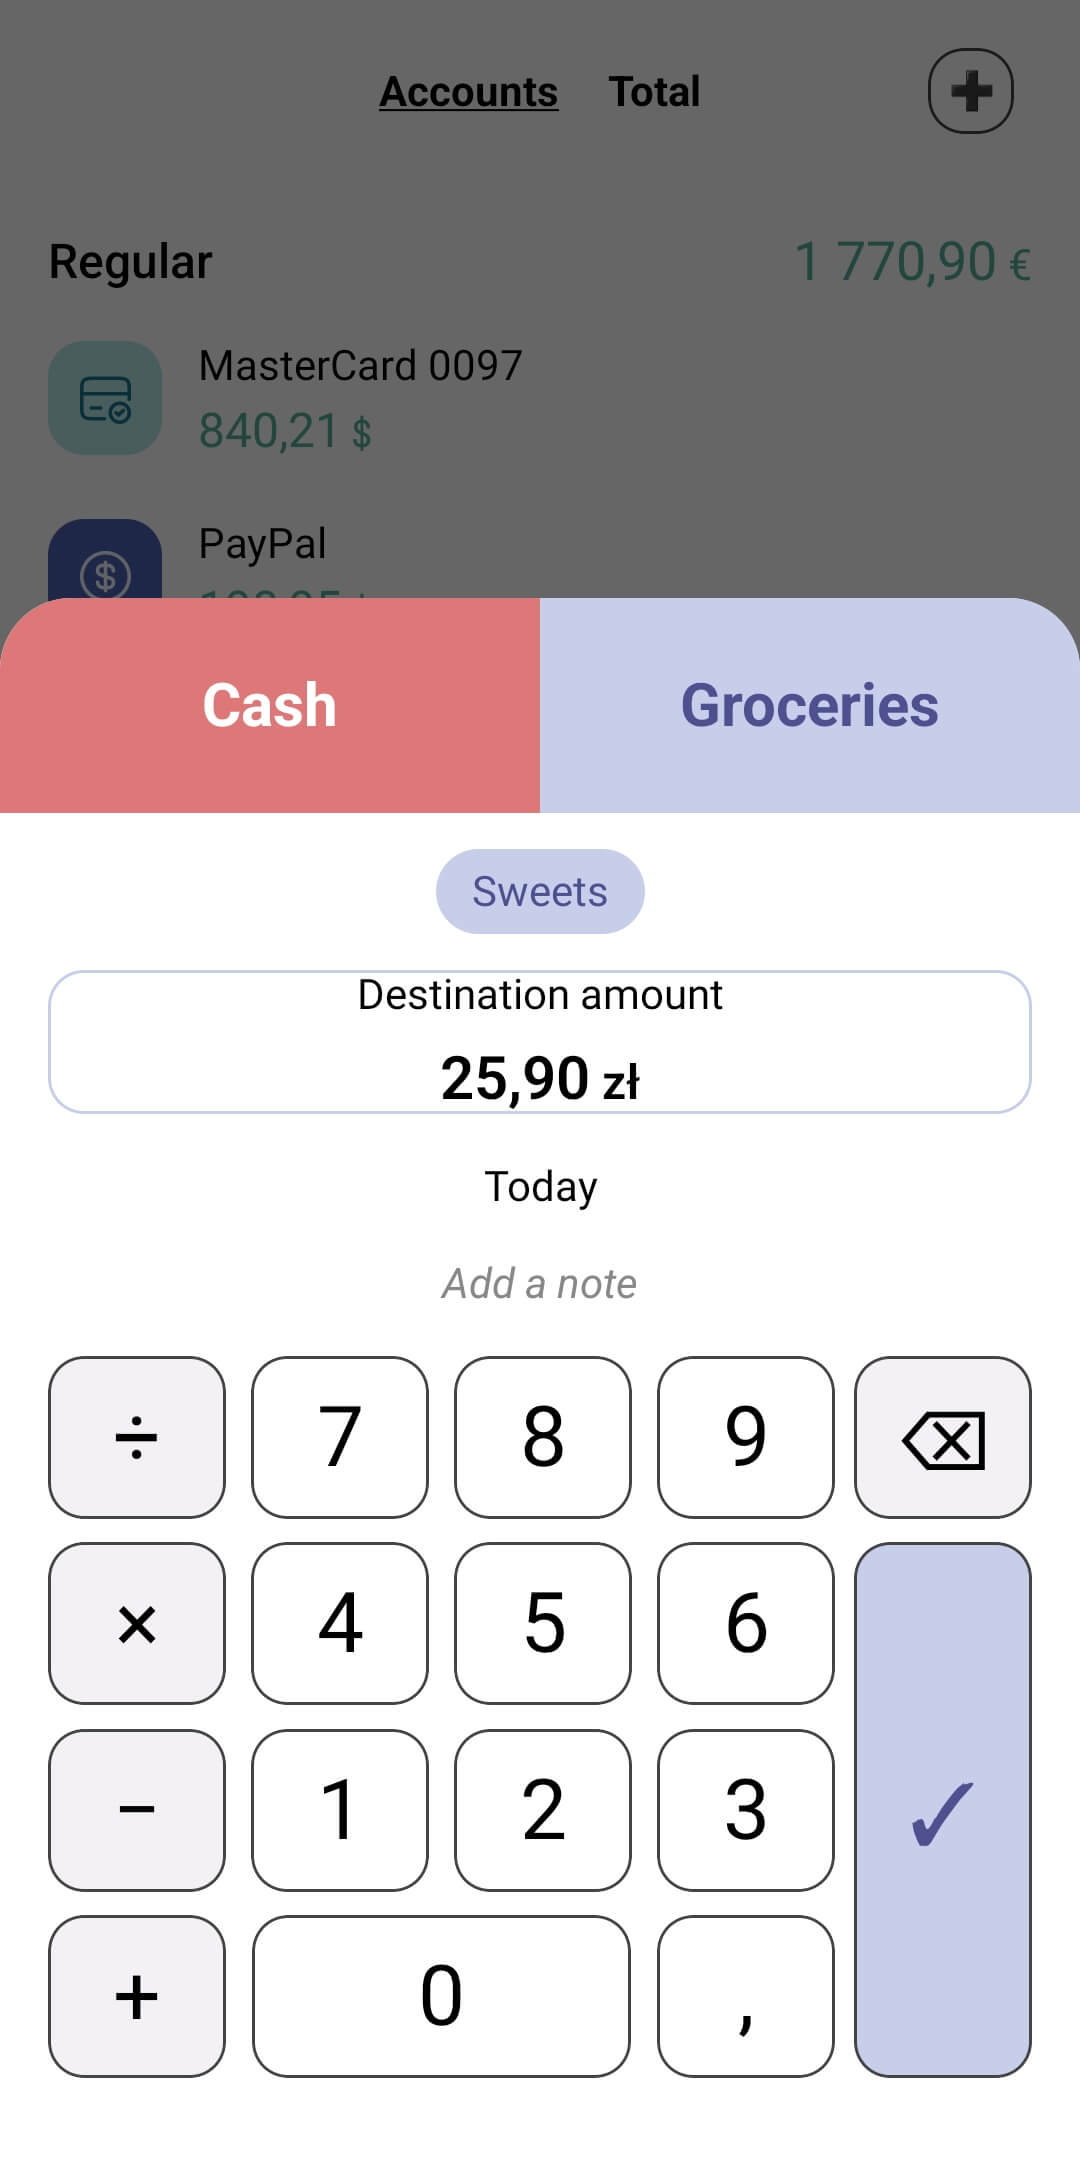 Accounts Total
Regular 1 770,90 €
MasterCard 0097
840,21 $
PayPal
Cash Groceries
Sweets
Destination amount
25,90 zł
Today
Add a note
÷ 7 8 9
× 4 5 6
− 1 2 3
+ 0 ,